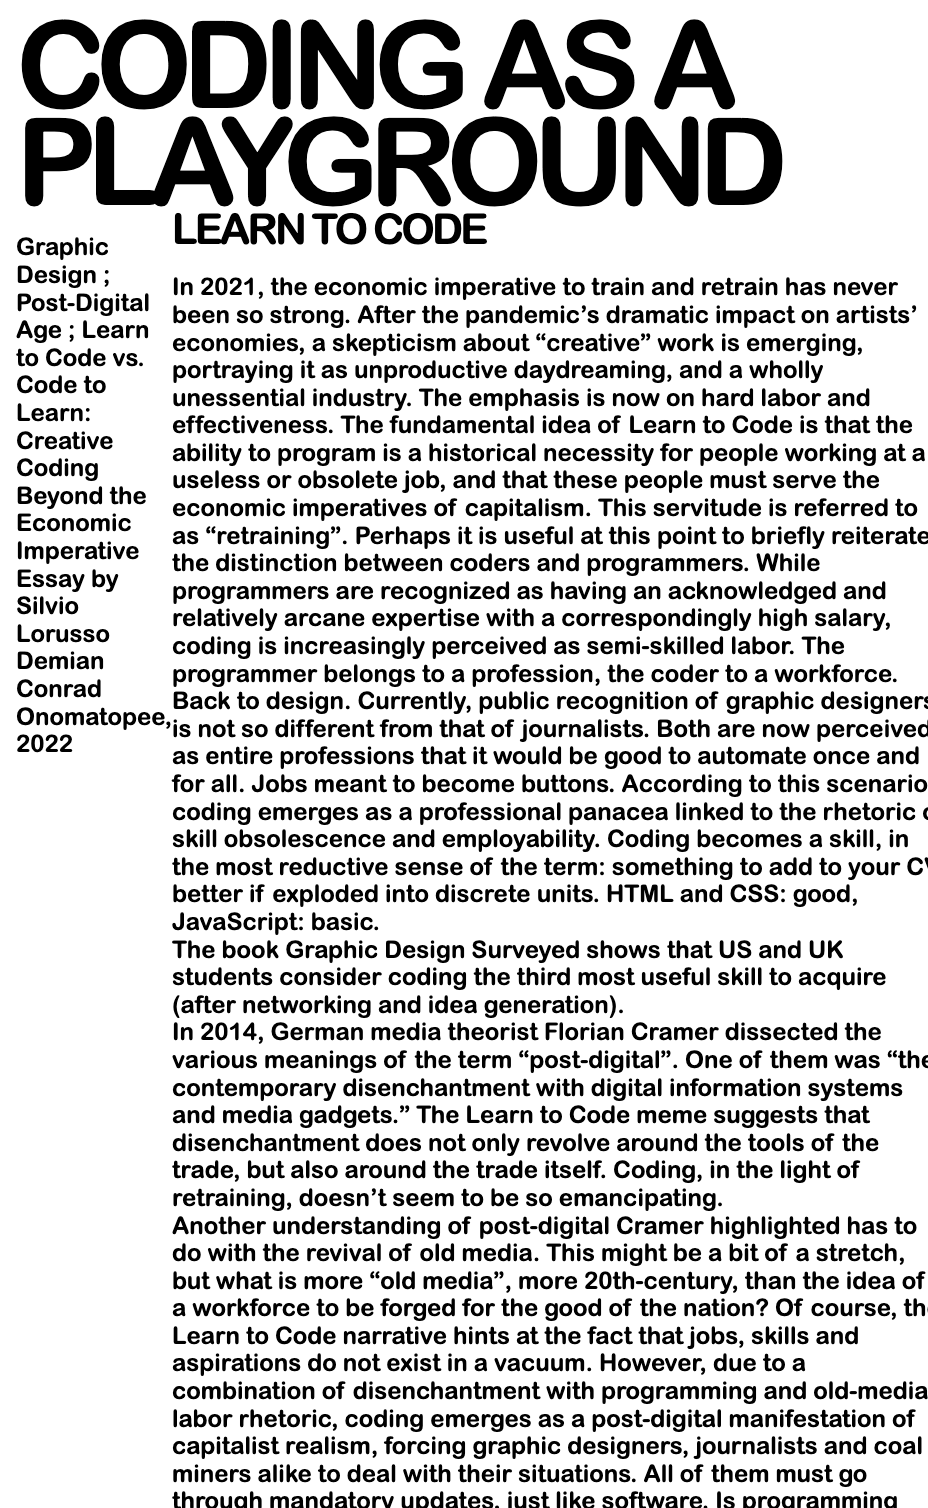 CODING AS A
PLAYGROUND
LEARN TO CODE
Graphic
Design ;
Post-Digital
Age ; Learn
to Code vs.
Code to
Learn:
Creative
Coding
Beyond the
Economic
Imperative
Essay by
Silvio
Lorusso
Demian
Conrad
Onomatopee,
2022
In 2021, the economic imperative to train and retrain has never
been so strong. After the pandemic’s dramatic impact on artists’
economies, a skepticism about “creative” work is emerging,
portraying it as unproductive daydreaming, and a wholly
unessential industry. The emphasis is now on hard labor and
effectiveness. The fundamental idea of Learn to Code is that the
ability to program is a historical necessity for people working at a
useless or obsolete job, and that these people must serve the
economic imperatives of capitalism. This servitude is referred to
as “retraining”. Perhaps it is useful at this point to briefly reiterate
the distinction between coders and programmers. While
programmers are recognized as having an acknowledged and
relatively arcane expertise with a correspondingly high salary,
coding is increasingly perceived as semi-skilled labor. The
programmer belongs to a profession, the coder to a workforce.
Back to design. Currently, public recognition of graphic designers
is not so different from that of journalists. Both are now perceived
as entire professions that it would be good to automate once and
for all. Jobs meant to become buttons. According to this scenario
coding emerges as a professional panacea linked to the rhetoric
skill obsolescence and employability. Coding becomes a skill, in
the most reductive sense of the term: something to add to your CV
better if exploded into discrete units. HTML and CSS: good,
JavaScript: basic.
The book Graphic Design Surveyed shows that US and UK
students consider coding the third most useful skill to acquire
(after networking and idea generation).
In 2014, German media theorist Florian Cramer dissected the
various meanings of the term “post-digital”. One of them was “the
contemporary disenchantment with digital information systems
and media gadgets.” The Learn to Code meme suggests that
disenchantment does not only revolve around the tools of the
trade, but also around the trade itself. Coding, in the light of
retraining, doesn’t seem to be so emancipating.
Another understanding of post-digital Cramer highlighted has to
do with the revival of old media. This might be a bit of a stretch,
but what is more “old media”, more 20th-century, than the idea of
a workforce to be forged for the good of the nation? Of course, the
Learn to Code narrative hints at the fact that jobs, skills and
aspirations do not exist in a vacuum. However, due to a
combination of disenchantment with programming and old-media
labor rhetoric, coding emerges as a post-digital manifestation of
capitalist realism, forcing graphic designers, journalists and coal
miners alike to deal with their situations. All of them must go
through mandatory updates, just like software. Is programming